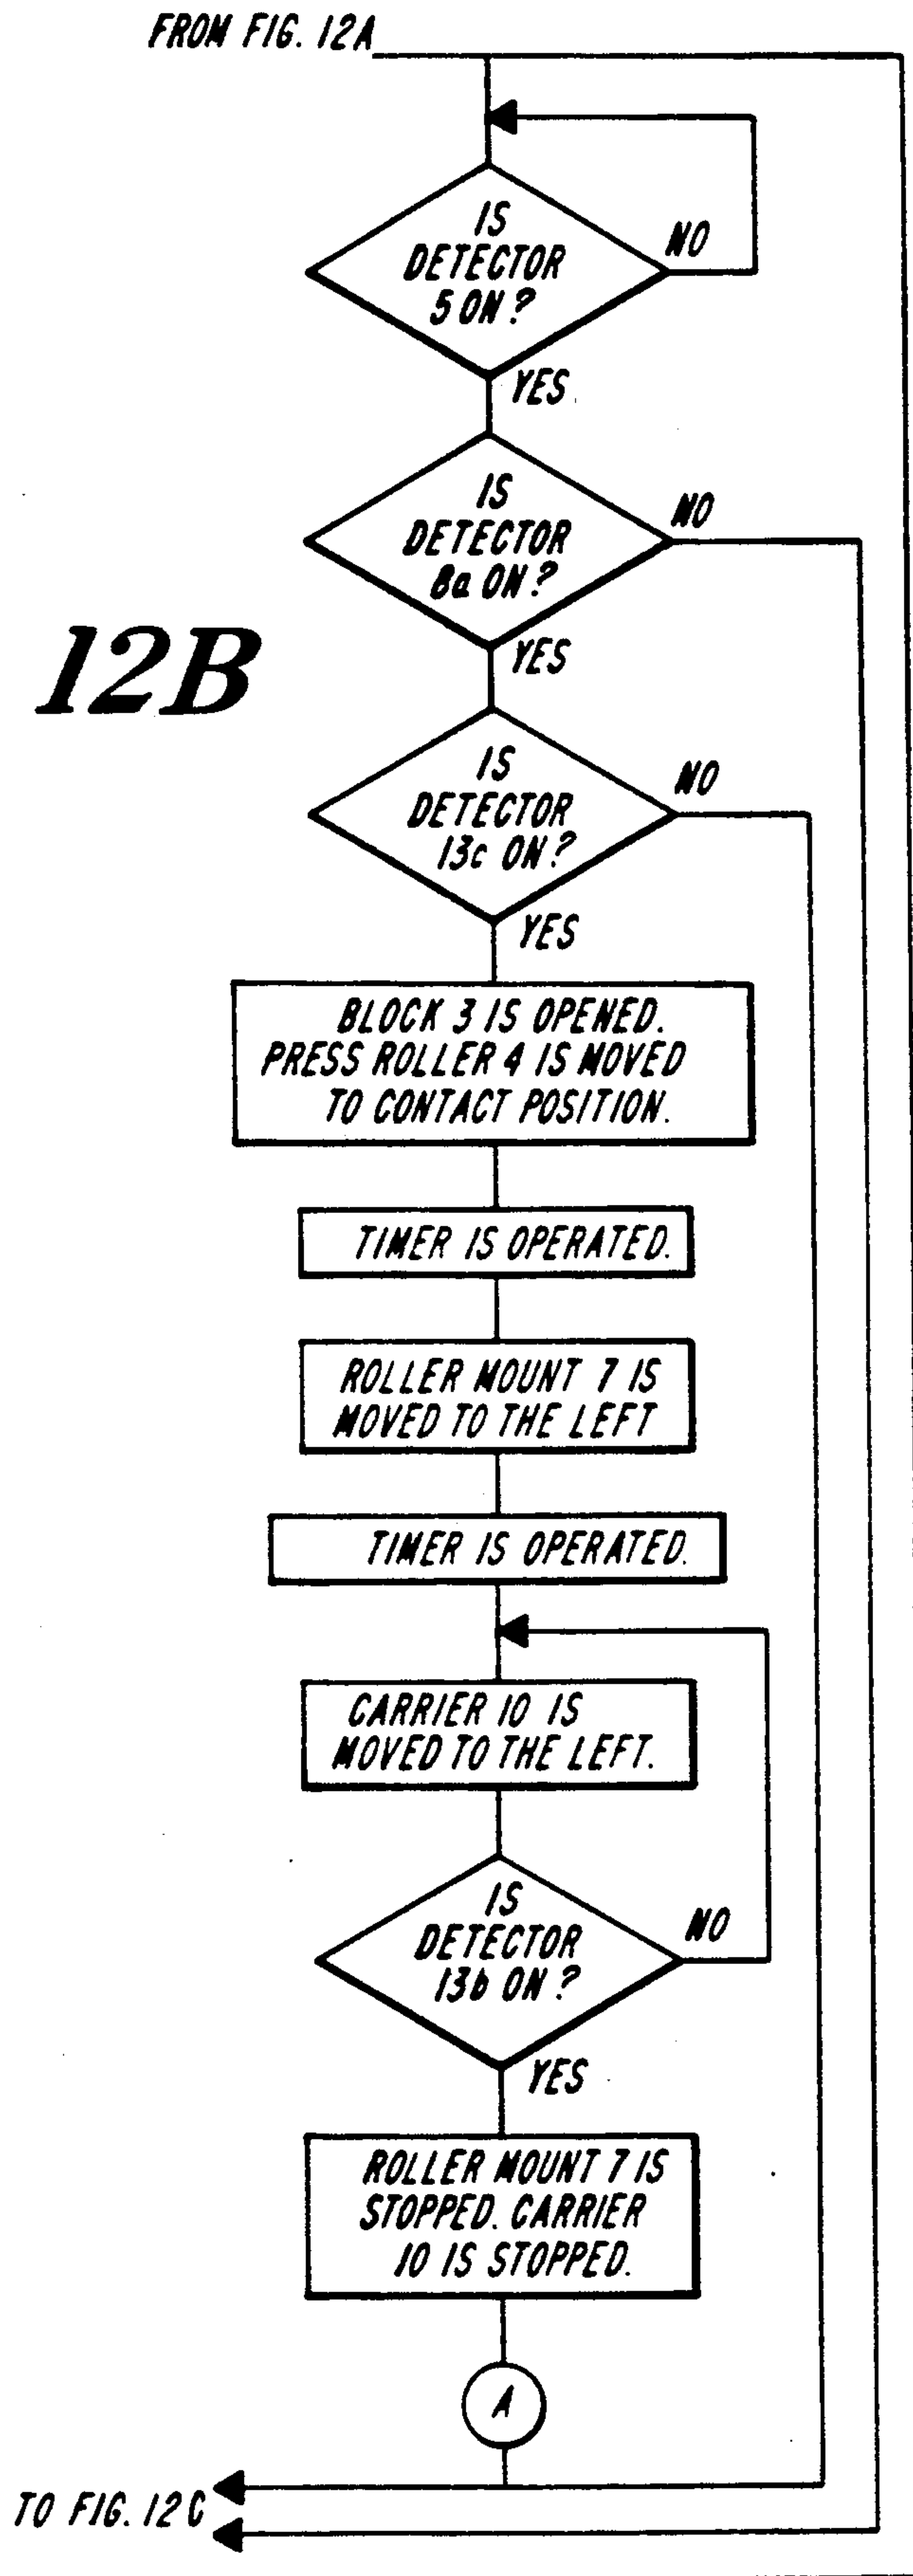 FROM FIG. 12A
IS
DETECTOR
5 ON ?
NO
YES
IS
DETECTOR
8a ON ?
NO
YES
12B
IS
DETECTOR
13c ON ?
NO
YES
BLOCK 3 IS OPENED.
PRESS ROLLER 4 IS MOVED
TO CONTACT POSITION.
TIMER IS OPERATED.
ROLLER MOUNT 7 IS
MOVED TO THE LEFT
TIMER IS OPERATED.
CARRIER 10 IS
MOVED TO THE LEFT.
IS
DETECTOR
13b ON ?
NO
YES
ROLLER MOUNT 7 IS
STOPPED. CARRIER
10 IS STOPPED.
A
TO FIG. 12C